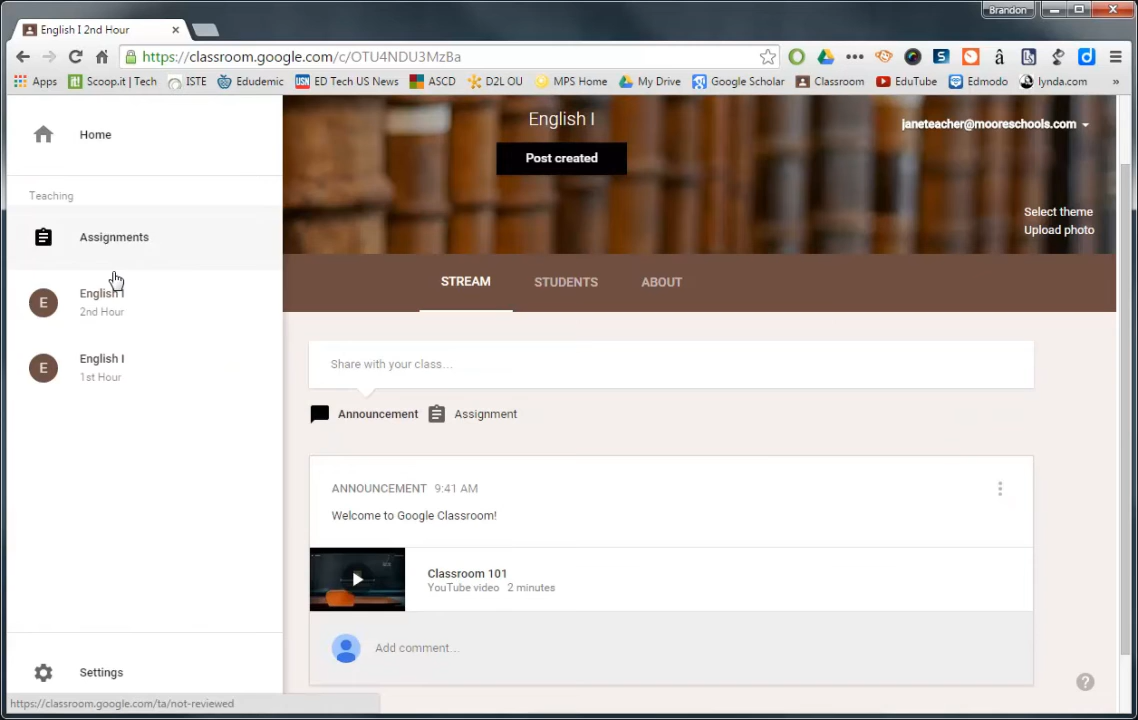 Brandon
English I 2nd Hour
https://classroom.google.com/c/OTU4NDU3MzBa
Apps
it! Scoop.it | Tech
ISTE
Edudemic
USN ED Tech US News
ASCD
D2L OU
MPS Home
My Drive
Google Scholar
Classroom
EduTube
Edmodo
lynda.com
»
Home
Teaching
Assignments
E English I
2nd Hour
E English I
1st Hour
Settings
https://classroom.google.com/ta/not-reviewed
English I
Post created
janeteacher@mooreschools.com
Select theme
Upload photo
STREAM STUDENTS ABOUT
Share with your class...
Announcement Assignment
ANNOUNCEMENT 9:41 AM
Welcome to Google Classroom!
Classroom 101
YouTube video 2 minutes
Add comment...
?